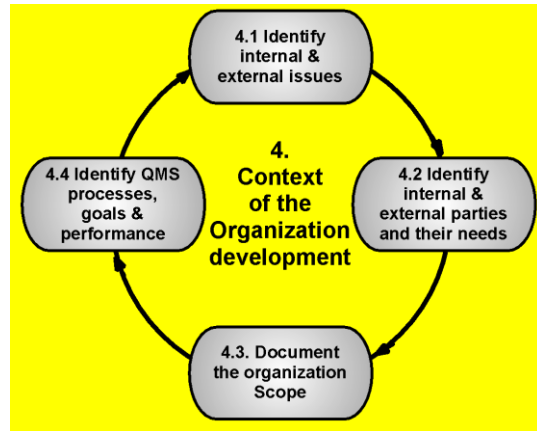 4.1 Identify
internal &
external issues
4.
Context
of the
Organization
development
4.2 Identify
internal &
external parties
and their needs
4.3. Document
the organization
Scope
4.4 Identify QMS
processes,
goals &
performance